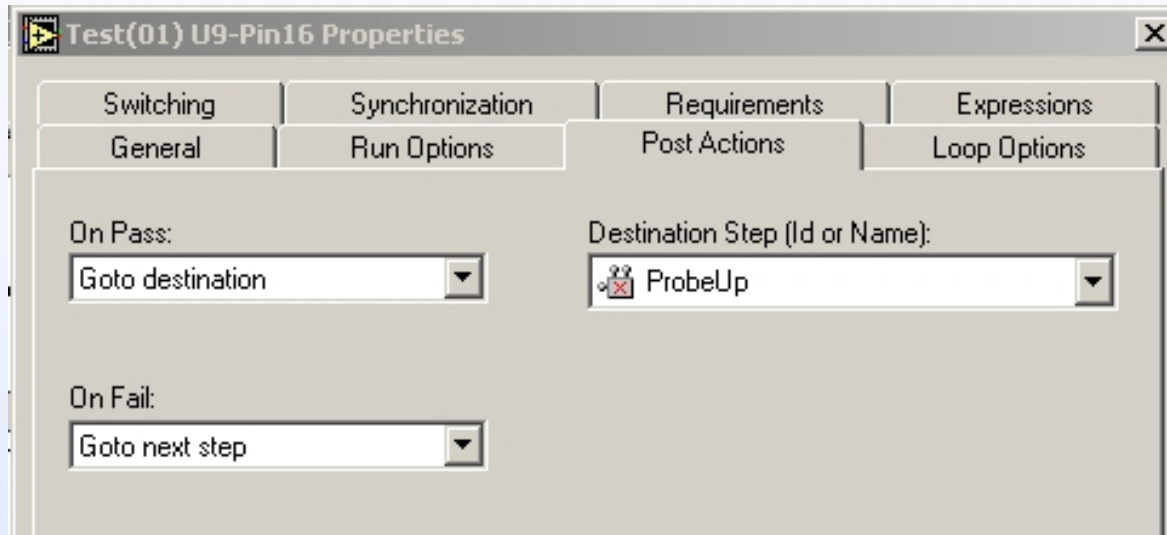 Test(01) U9-Pin16 Properties
Switching Synchronization Requirements Expressions
General Run Options Post Actions Loop Options
On Pass: Destination Step (Id or Name):
Goto destination ProbeUp
On Fail:
Goto next step